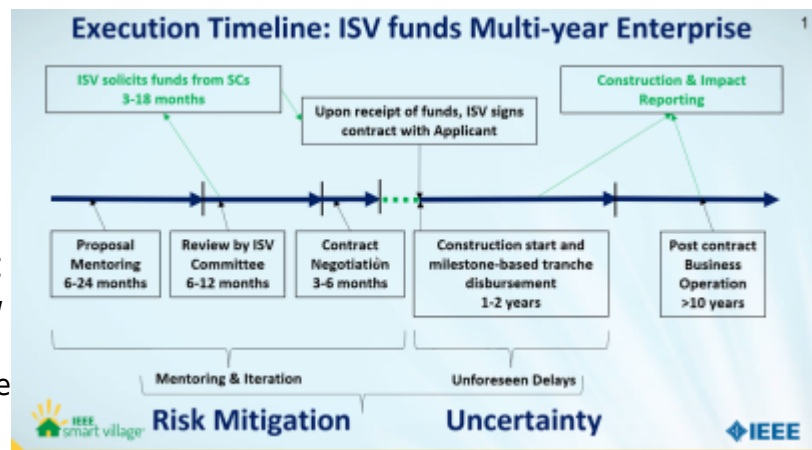 Execution Timeline: ISV funds Multi-year Enterprise
1
ISV solicits funds from SCs
3-18 months
Upon receipt of funds, ISV signs
contract with Applicant
Construction & Impact
Reporting
Proposal
Mentoring
6-24 months
Review by ISV
Committee
6-12 months
Contract
Negotiation
3-6 months
Construction start and
milestone-based tranche
disbursement
1-2 years
Post contract
Business
Operation
>10 years
Mentoring & Iteration
Unforeseen Delays
Risk Mitigation
Uncertainty
IEEE
smart village
IEEE